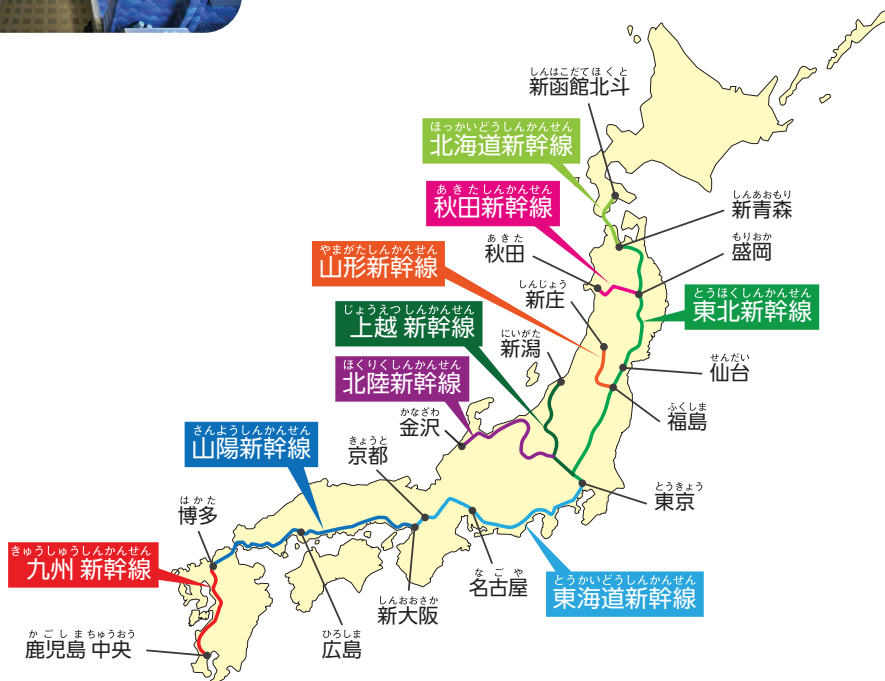 しんはこだてほくと
新函館北斗
ほっかいどうしんかんせん
北海道新幹線
あきたしんかんせん
秋田新幹線
しんあおもり
新青森
あきた
秋田
もりおか
盛岡
やまがたしんかんせん
山形新幹線
しんじょう
新庄
とうほくしんかんせん
東北新幹線
じょうえつ しんかんせん
上越 新幹線
にいがた
新潟
せんだい
仙台
ほくりくしんかんせん
北陸新幹線
ふくしま
福島
かなざわ
金沢
さんようしんかんせん
山陽新幹線
きょうと
京都
とうきょう
東京
はかた
博多
きゅうしゅうしんかんせん
九州 新幹線
なごや
名古屋
とうかいどうしんかんせん
東海道新幹線
しんおおさか
新大阪
ひろしま
広島
かごしまちゅうおう
鹿児島 中央